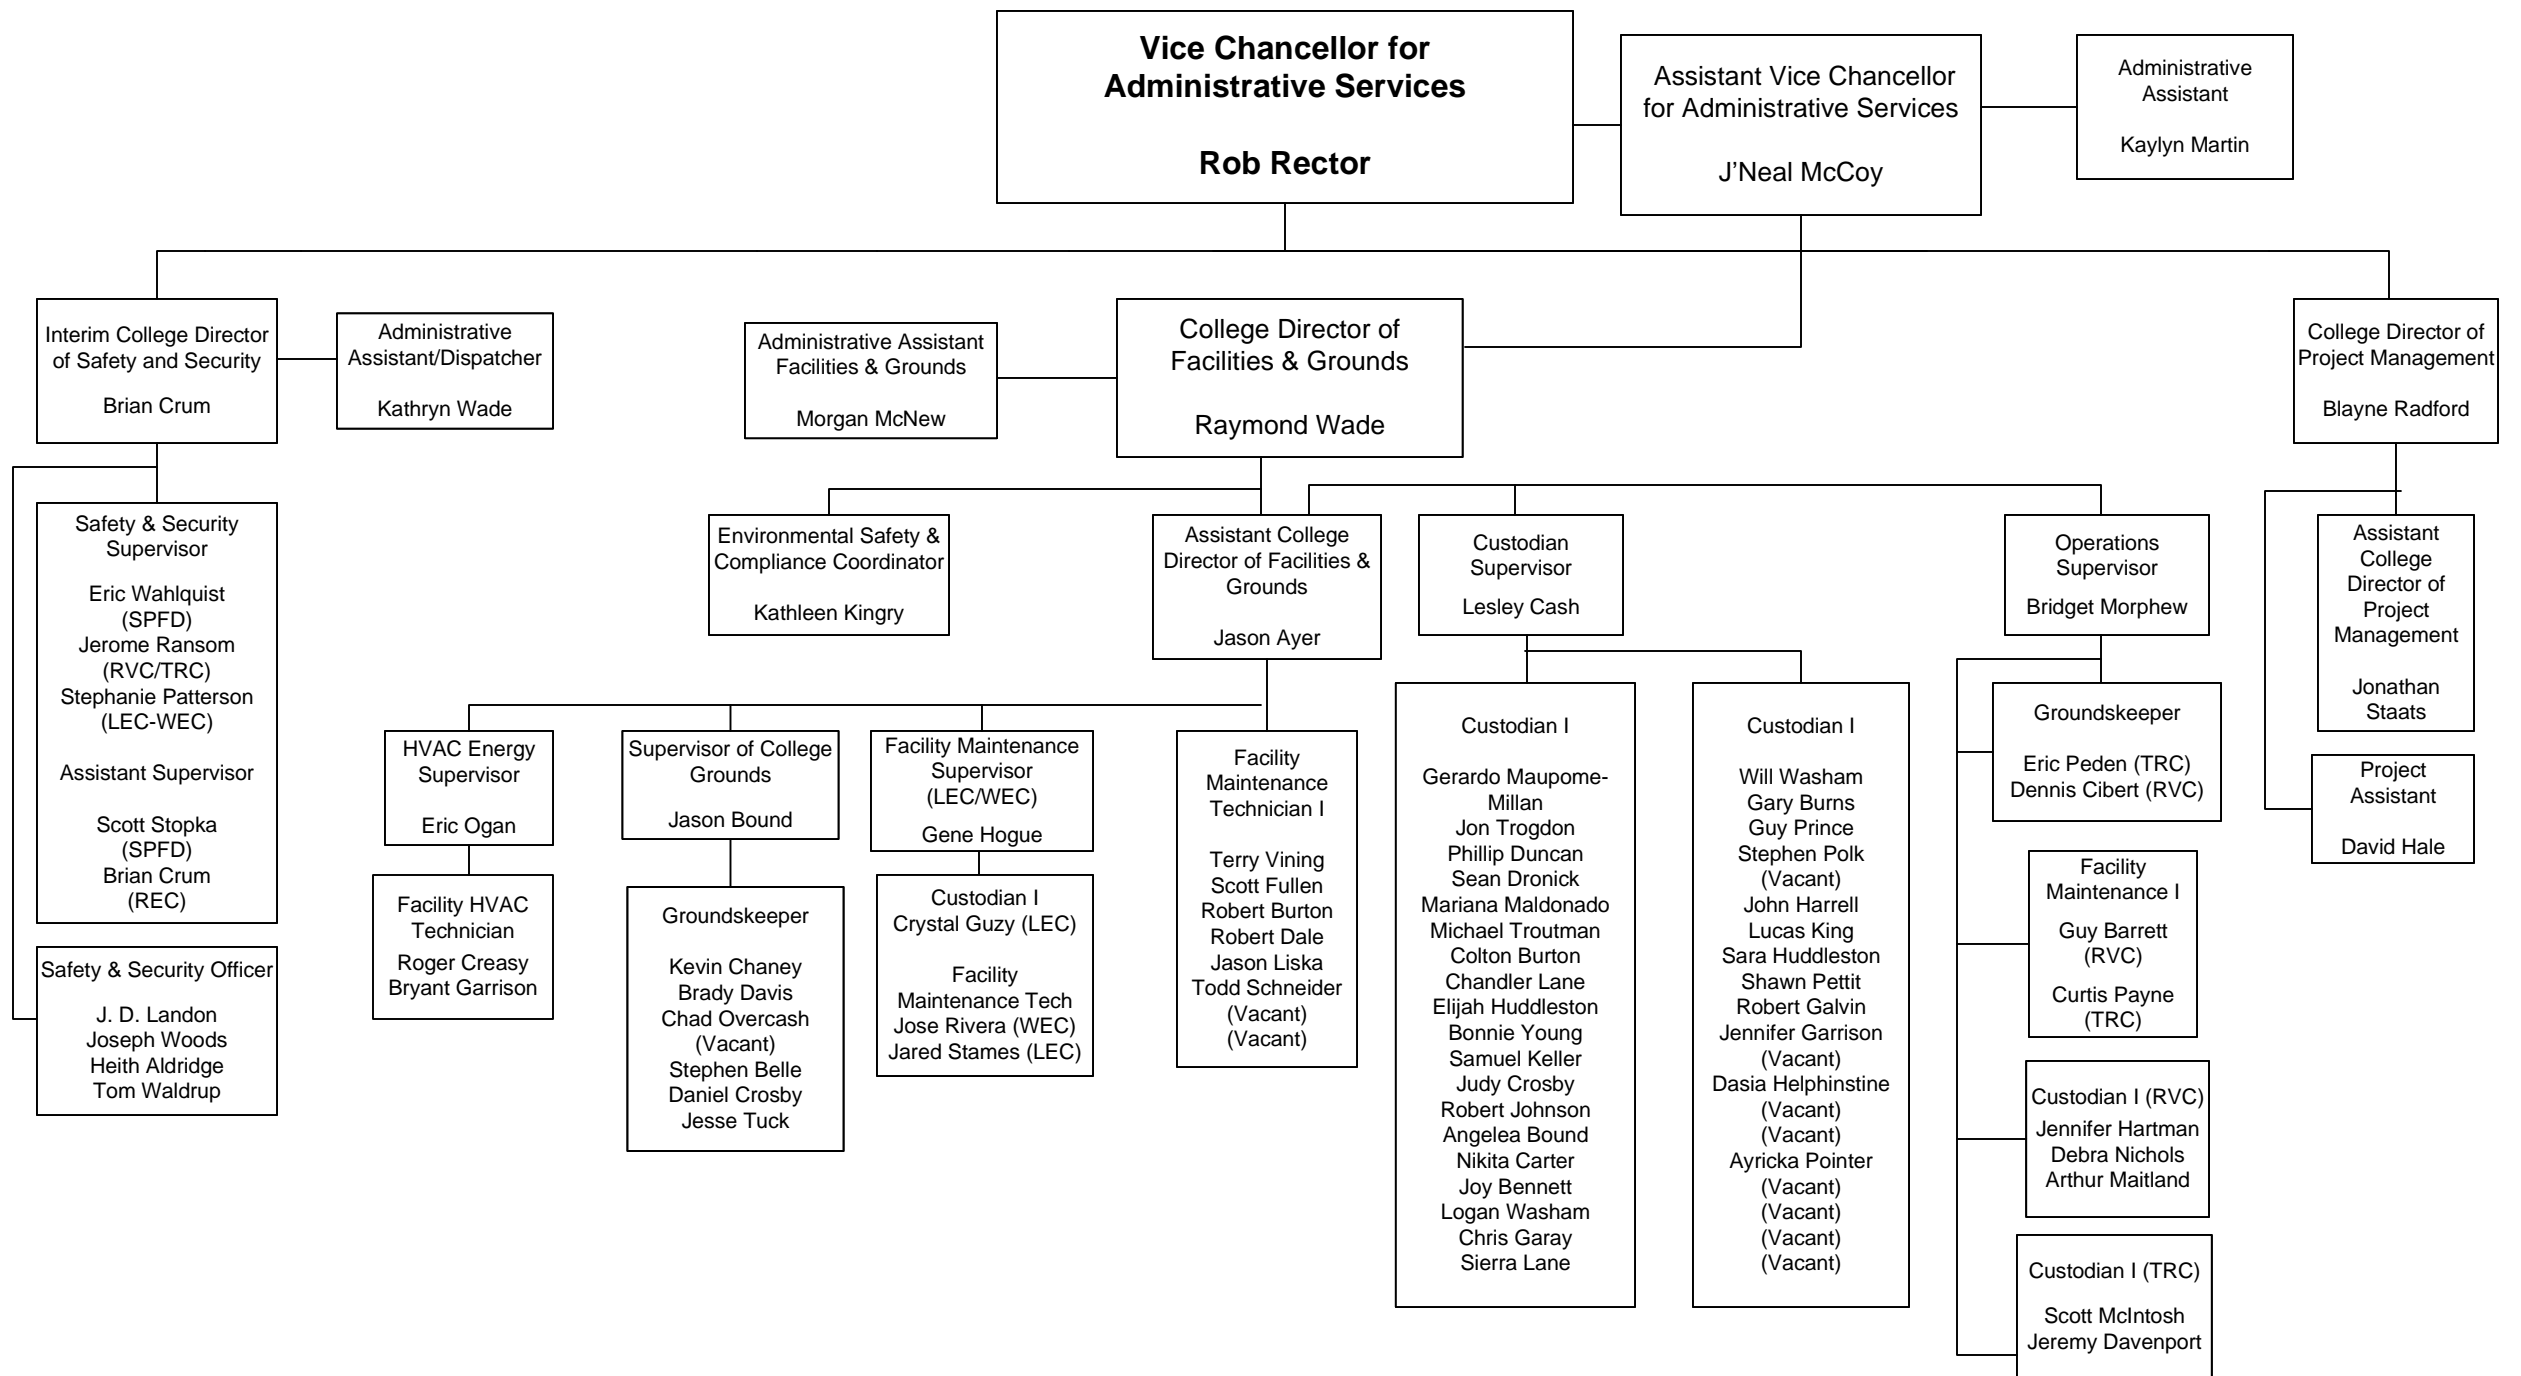 Vice Chancellor for
Administrative Services
Rob Rector
Assistant Vice Chancellor
for Administrative Services
J’Neal McCoy
Administrative
Assistant
Kaylyn Martin
Interim College Director
of Safety and Security
Brian Crum
Administrative
Assistant/Dispatcher
Kathryn Wade
Administrative Assistant
Facilities & Grounds
Morgan McNew
College Director of
Facilities & Grounds
Raymond Wade
College Director of
Project Management
Blayne Radford
Safety & Security
Supervisor
Eric Wahlquist
(SPFD)
Jerome Ransom
(RVC/TRC)
Stephanie Patterson
(LEC-WEC)
Assistant Supervisor
Scott Stopka
(SPFD)
Brian Crum
(REC)
Safety & Security Officer
J. D. Landon
Joseph Woods
Heith Aldridge
Tom Waldrup
Environmental Safety &
Compliance Coordinator
Kathleen Kingry
Assistant College
Director of Facilities &
Grounds
Jason Ayer
Custodian
Supervisor
Lesley Cash
Operations
Supervisor
Bridget Morphew
Assistant
College
Director of
Project
Management
Jonathan
Staats
Project
Assistant
David Hale
HVAC Energy
Supervisor
Eric Ogan
Facility HVAC
Technician
Roger Creasy
Bryant Garrison
Supervisor of College
Grounds
Jason Bound
Groundskeeper
Kevin Chaney
Brady Davis
Chad Overcash
(Vacant)
Stephen Belle
Daniel Crosby
Jesse Tuck
Facility Maintenance
Supervisor
(LEC/WEC)
Gene Hogue
Custodian I
Crystal Guzy (LEC)
Facility
Maintenance Tech
Jose Rivera (WEC)
Jared Stames (LEC)
Facility
Maintenance
Technician I
Terry Vining
Scott Fullen
Robert Burton
Robert Dale
Jason Liska
Todd Schneider
(Vacant)
(Vacant)
Custodian I
Gerardo Maupome-
Millan
Jon Trogdon
Phillip Duncan
Sean Dronick
Mariana Maldonado
Michael Troutman
Colton Burton
Chandler Lane
Elijah Huddleston
Bonnie Young
Samuel Keller
Judy Crosby
Robert Johnson
Angelea Bound
Nikita Carter
Joy Bennett
Logan Washam
Chris Garay
Sierra Lane
Custodian I
Will Washam
Gary Burns
Guy Prince
Stephen Polk
(Vacant)
John Harrell
Lucas King
Sara Huddleston
Shawn Pettit
Robert Galvin
Jennifer Garrison
(Vacant)
Dasia Helphinstine
(Vacant)
(Vacant)
Ayricka Pointer
(Vacant)
(Vacant)
(Vacant)
(Vacant)
Groundskeeper
Eric Peden (TRC)
Dennis Cibert (RVC)
Facility
Maintenance I
Guy Barrett
(RVC)
Curtis Payne
(TRC)
Custodian I (RVC)
Jennifer Hartman
Debra Nichols
Arthur Maitland
Custodian I (TRC)
Scott McIntosh
Jeremy Davenport